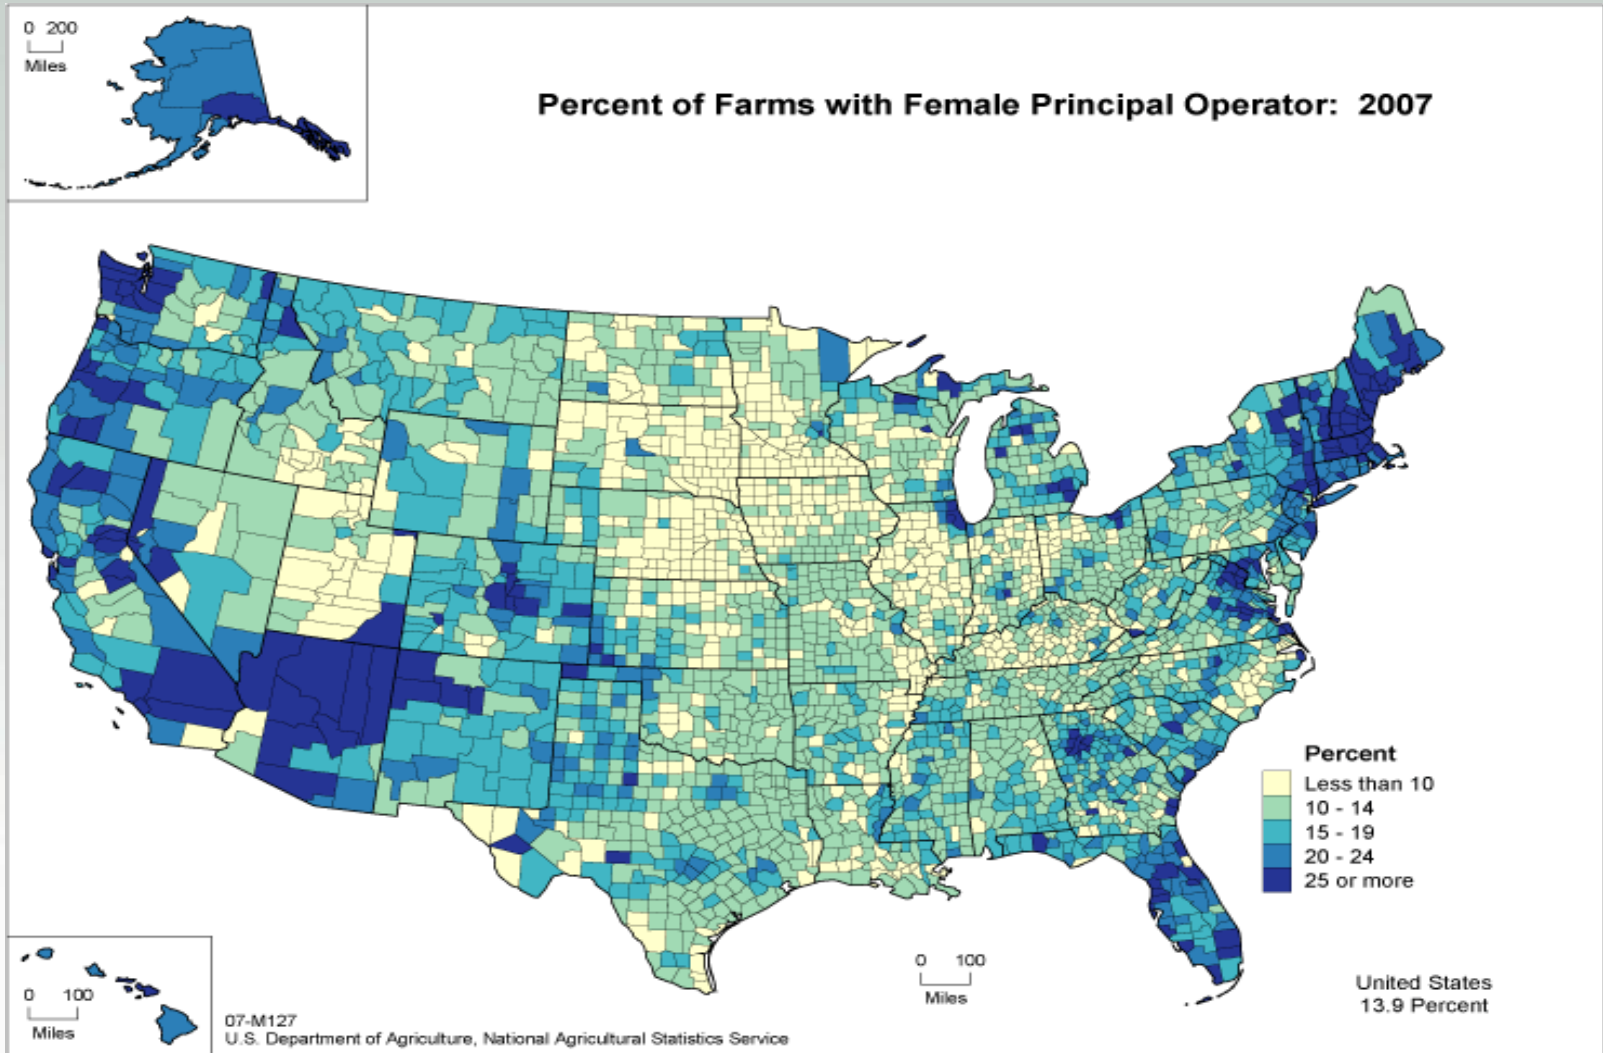 0 200
Miles
Percent of Farms with Female Principal Operator: 2007
Percent
Less than 10
10 - 14
15 - 19
20 - 24
25 or more
0 100
Miles
United States
13.9 Percent
0 100
Miles
07-M127
U.S. Department of Agriculture, National Agricultural Statistics Service